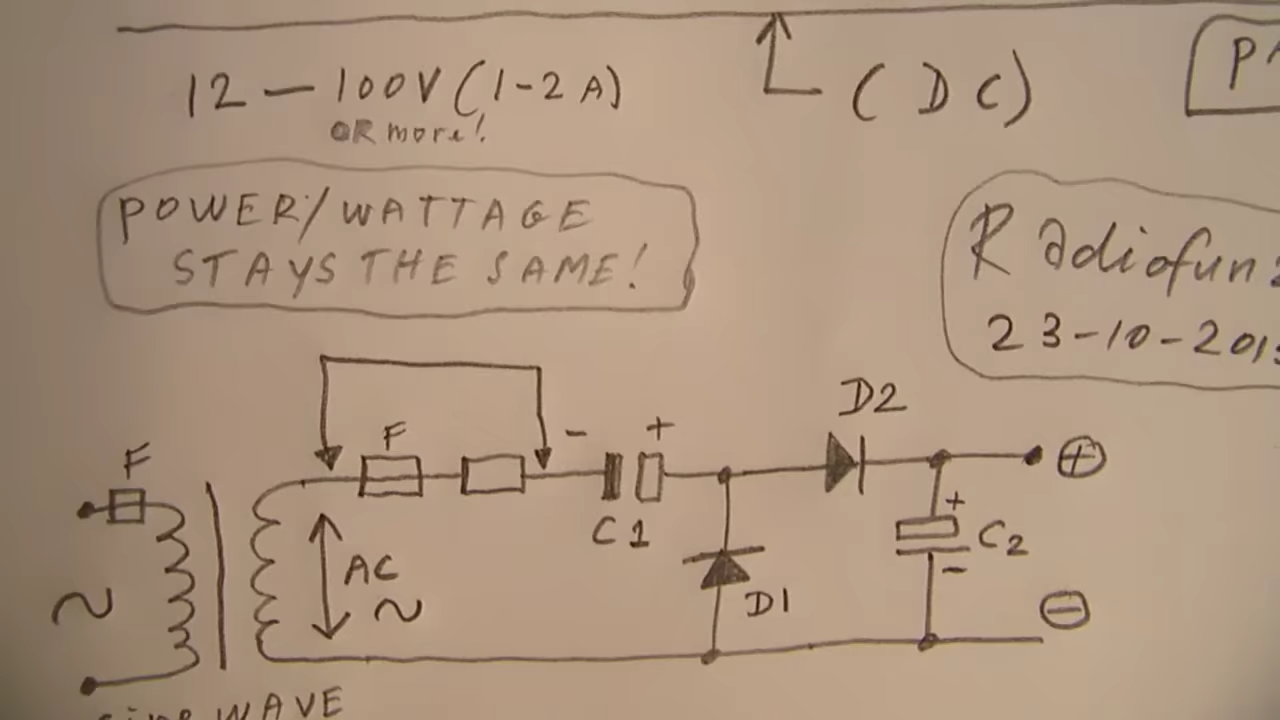 12 — 100V (1-2 A)
OR more!
(DC)
POWER/WATTAGE
STAYS THE SAME!
Radiofun
23-10-201
D2
F
F
-
+
+
C1
+
C2
-
AC
~
~
D1
-
WAVE